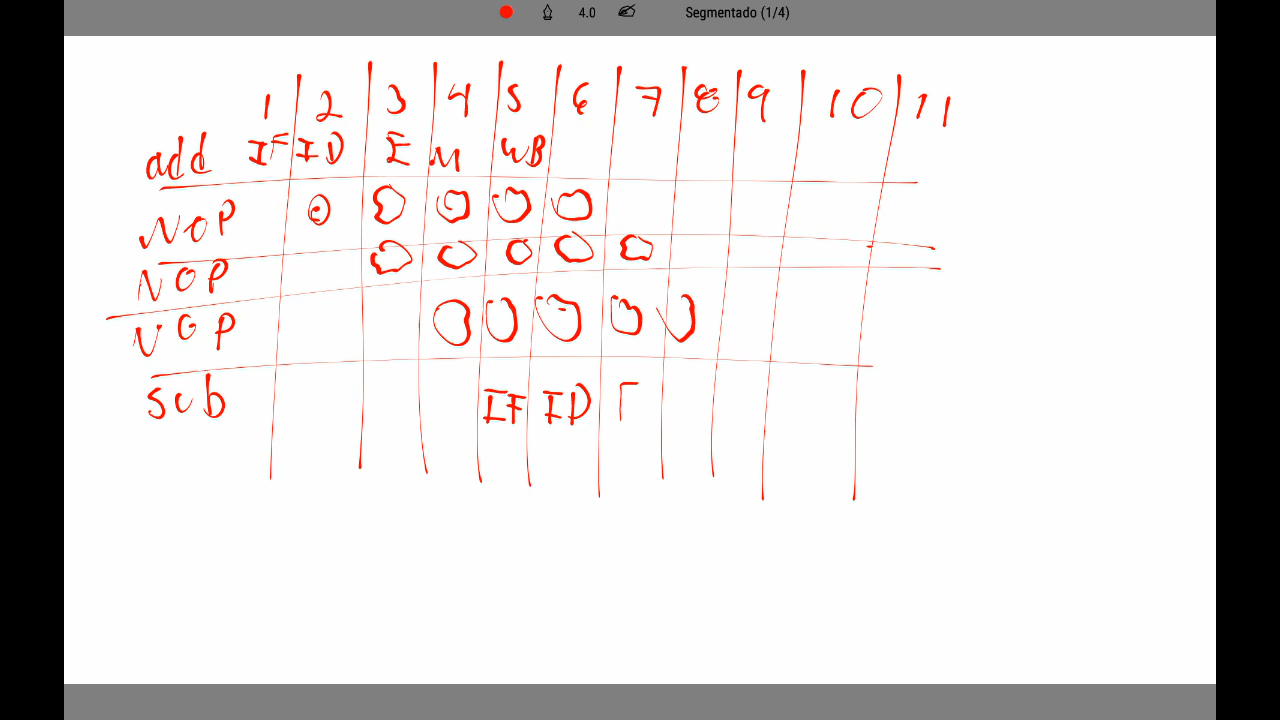 4.0 Segmentado (1/4)
1 2 3 4 5 6 7 8 9 10 11
add IF ID E M WB
NOP
NOP
NOP
sub IF ID